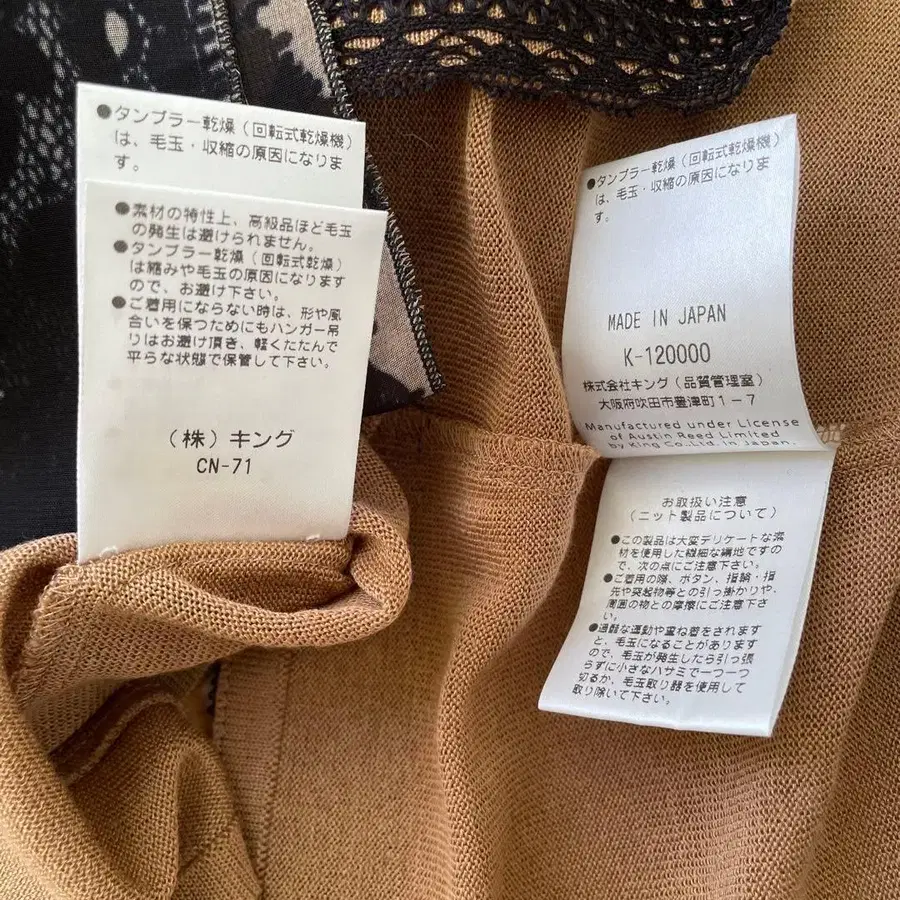 ●タンブラー乾燥(回転式乾燥機)
は、毛玉・収縮の原因になりま
す。
●素材の特性上、高級品ほど毛玉
の発生は避けられません。
●タンブラー乾燥(回転式乾燥)
は縮みや毛玉の原因になります
ので、お避け下さい。
●ご着用にならない時は、形や風
合いを保つためにもハンガー吊
りはお避け頂き、軽くたたんで
平らな状態で保管して下さい。
(株)キング
CN-71
●タンブラー乾燥(回転式乾燥機)
は、毛玉・収縮の原因になりま
す。
MADE IN JAPAN
K-120000
株式会社キング(品質管理室)
大阪府吹田市豊津町1-7
Manufactured under License
of Austin Reed Limited
by King Co.,Ltd. in Japan.
お取扱い注意
(ニット製品について)
●この製品は大変デリケートな素
材を使用した繊細な編地ですの
で、次の点にご注意下さい。
●ご着用の際、ボタン、指輪・指
先や突起物等との引っ掛かりや、
周囲の物との摩擦にご注意下さ
い。
●過酷な運動や重ね着をされます
と、毛玉になることがあります
ので、毛玉が発生したら引っ張
らずに小さなハサミで一つ一つ
切るか、毛玉取り器を使用して
取り除いて下さい。